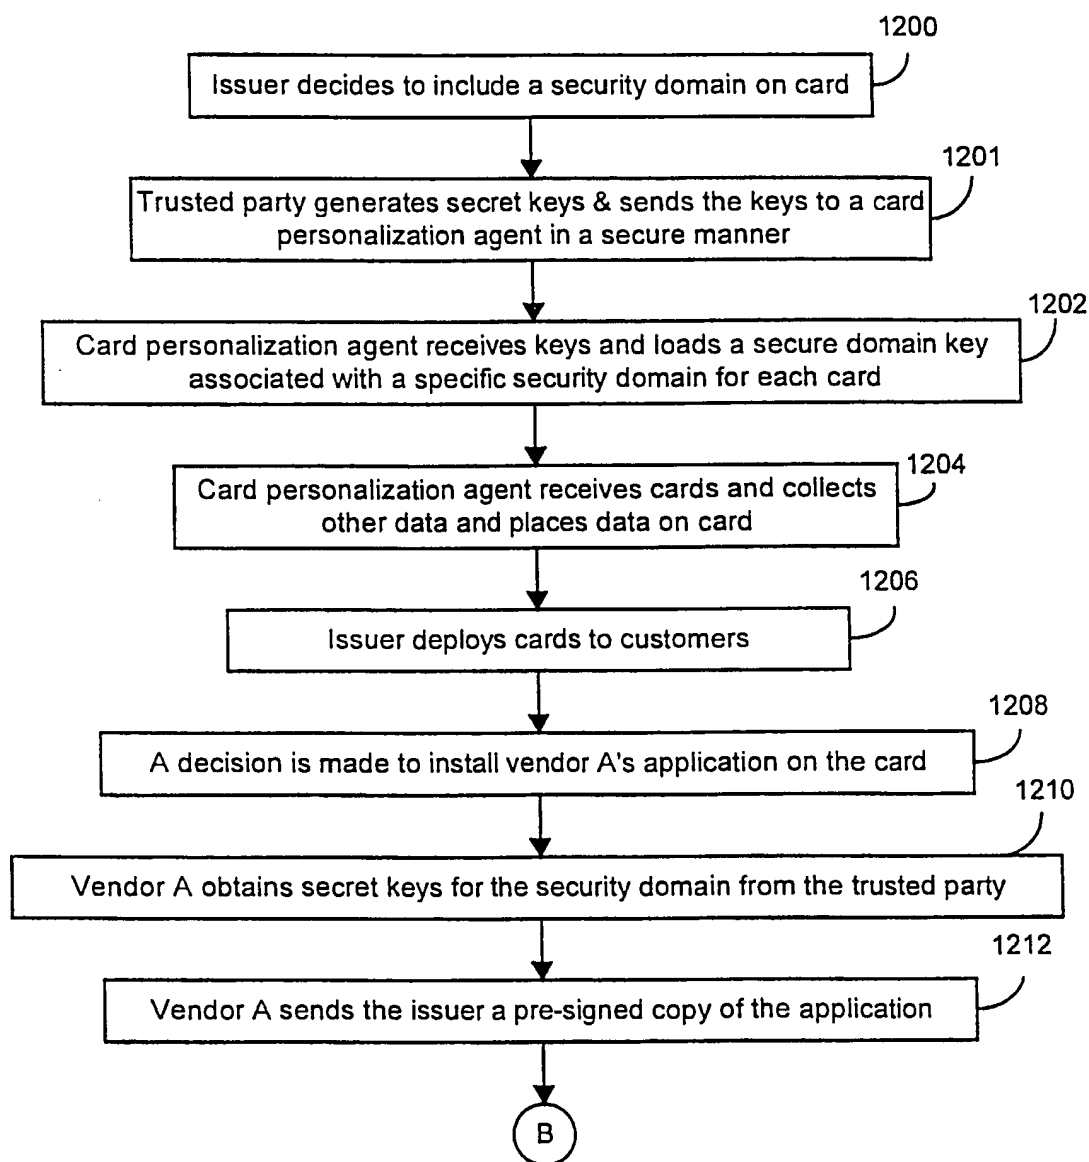 1200
Issuer decides to include a security domain on card
1201
Trusted party generates secret keys & sends the keys to a card
personalization agent in a secure manner
1202
Card personalization agent receives keys and loads a secure domain key
associated with a specific security domain for each card
1204
Card personalization agent receives cards and collects
other data and places data on card
1206
Issuer deploys cards to customers
1208
A decision is made to install vendor A's application on the card
1210
Vendor A obtains secret keys for the security domain from the trusted party
1212
Vendor A sends the issuer a pre-signed copy of the application
B